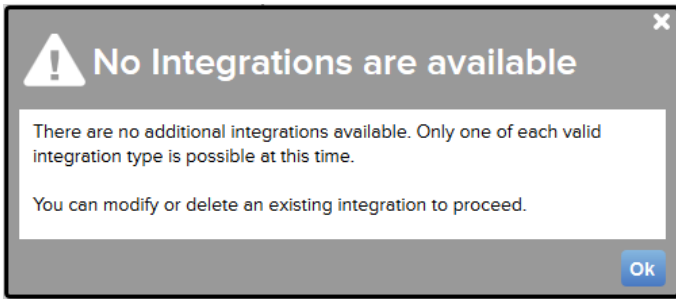 No Integrations are available
There are no additional integrations available. Only one of each valid
integration type is possible at this time.
You can modify or delete an existing integration to proceed.
Ok